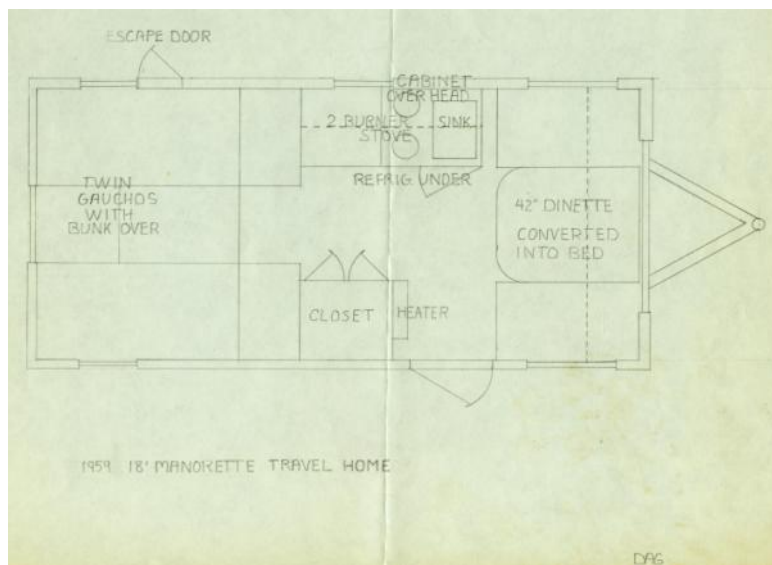 ESCAPE DOOR
CABINET
OVER HEAD
2 BURNER
STOVE
SINK
REFRIG UNDER
TWIN
GAUCHOS
WITH
BUNK OVER
42" DINETTE
CONVERTED
INTO BED
CLOSET
HEATER
1959 18' MANORETTE TRAVEL HOME
DAG